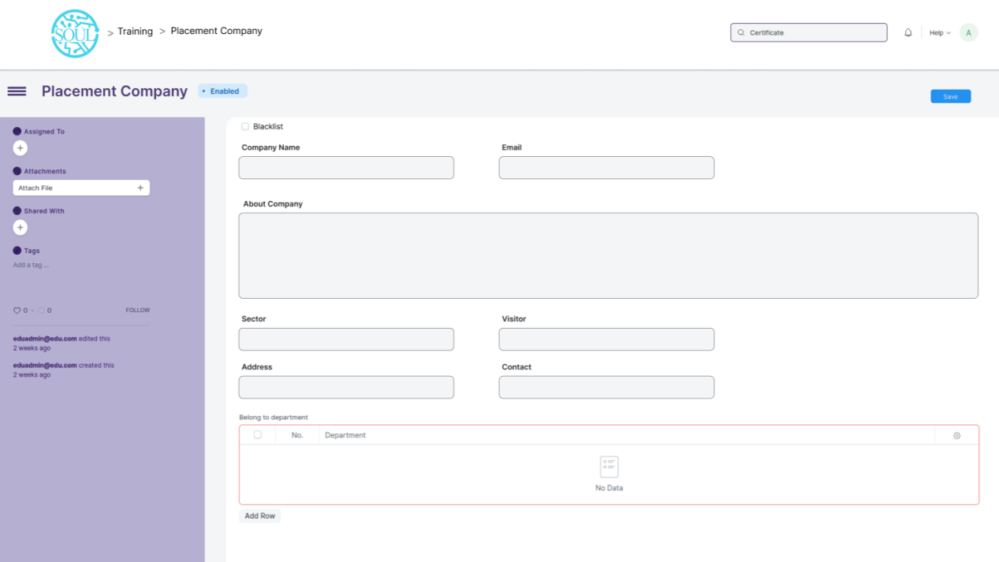 SOUL
> Training > Placement Company
Certificate
Help
A
Placement Company
• Enabled
Save
Assigned To
+
Attachments
Attach File +
Shared With
+
Tags
Add a tag ...
0 · 0 FOLLOW
eduadmin@edu.com edited this
2 weeks ago
eduadmin@edu.com created this
2 weeks ago
Blacklist
Company Name Email
About Company
Sector Visitor
Address Contact
Belong to department
No. Department
No Data
Add Row